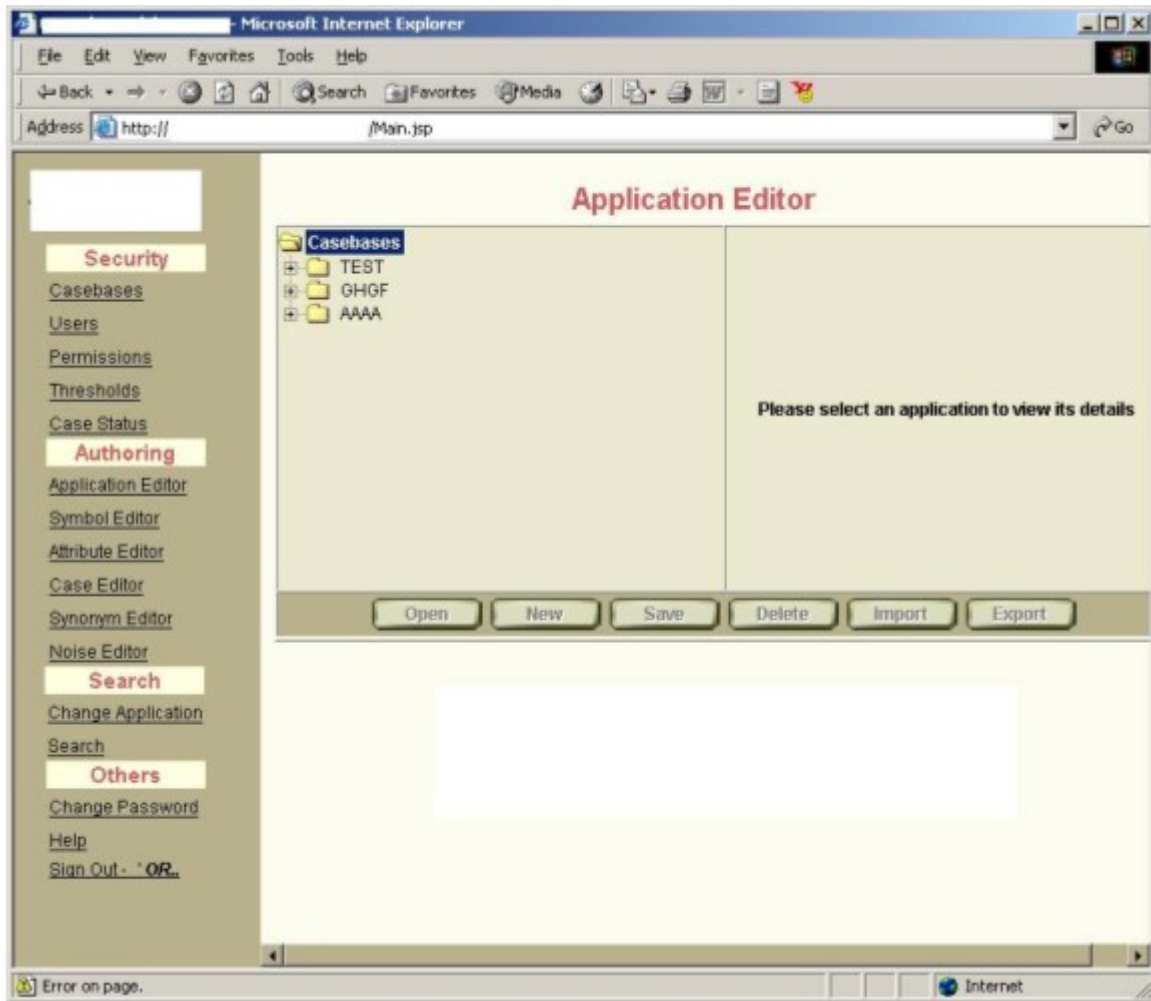 - Microsoft Internet Explorer
File Edit View Favorites Tools Help
Back Search Favorites Media
Address http:// /Main.jsp Go
Application Editor
Security
Casebases
Users
Permissions
Thresholds
Case Status
Authoring
Application Editor
Symbol Editor
Attribute Editor
Case Editor
Synonym Editor
Noise Editor
Search
Change Application
Search
Others
Change Password
Help
Sign Out - ' OR..
Casebases
TEST
GHGF
AAAA
Please select an application to view its details
Open New Save Delete Import Export
Error on page. Internet